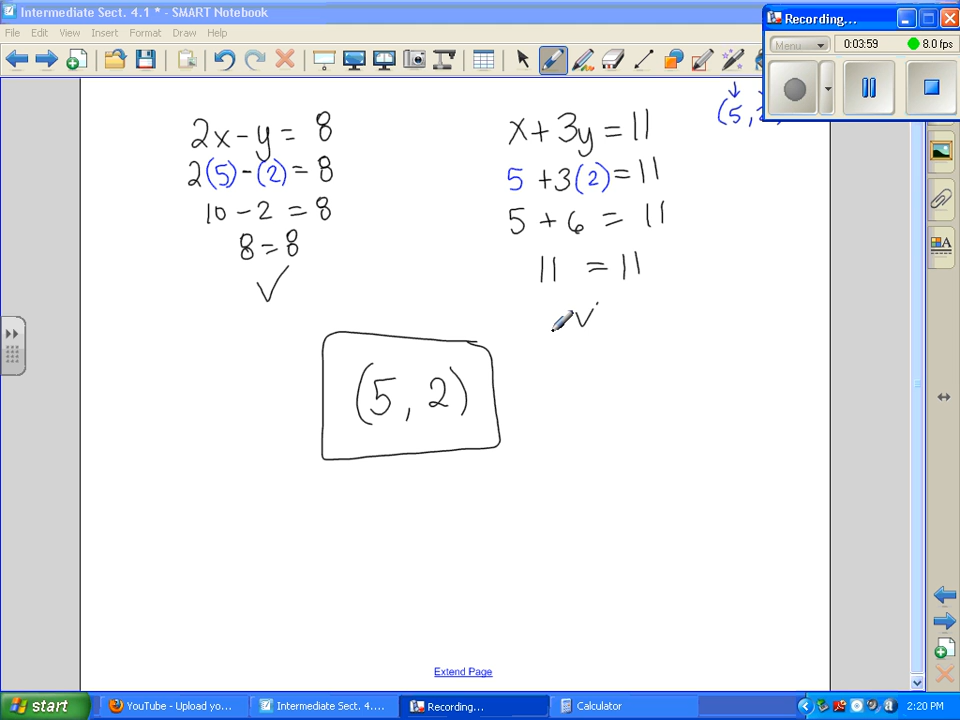 Intermediate Sect. 4.1 * - SMART Notebook
File Edit View Insert Format Draw Help
Recording...
Menu
0:03:59
8.0 fps
(5,
2x - y = 8
2(5) - (2) = 8
10 - 2 = 8
8 = 8
x + 3y = 11
5 + 3(2) = 11
5 + 6 = 11
11 = 11
(5, 2)
Extend Page
start
YouTube - Upload yo...
Intermediate Sect. 4....
Recording...
Calculator
2:20 PM